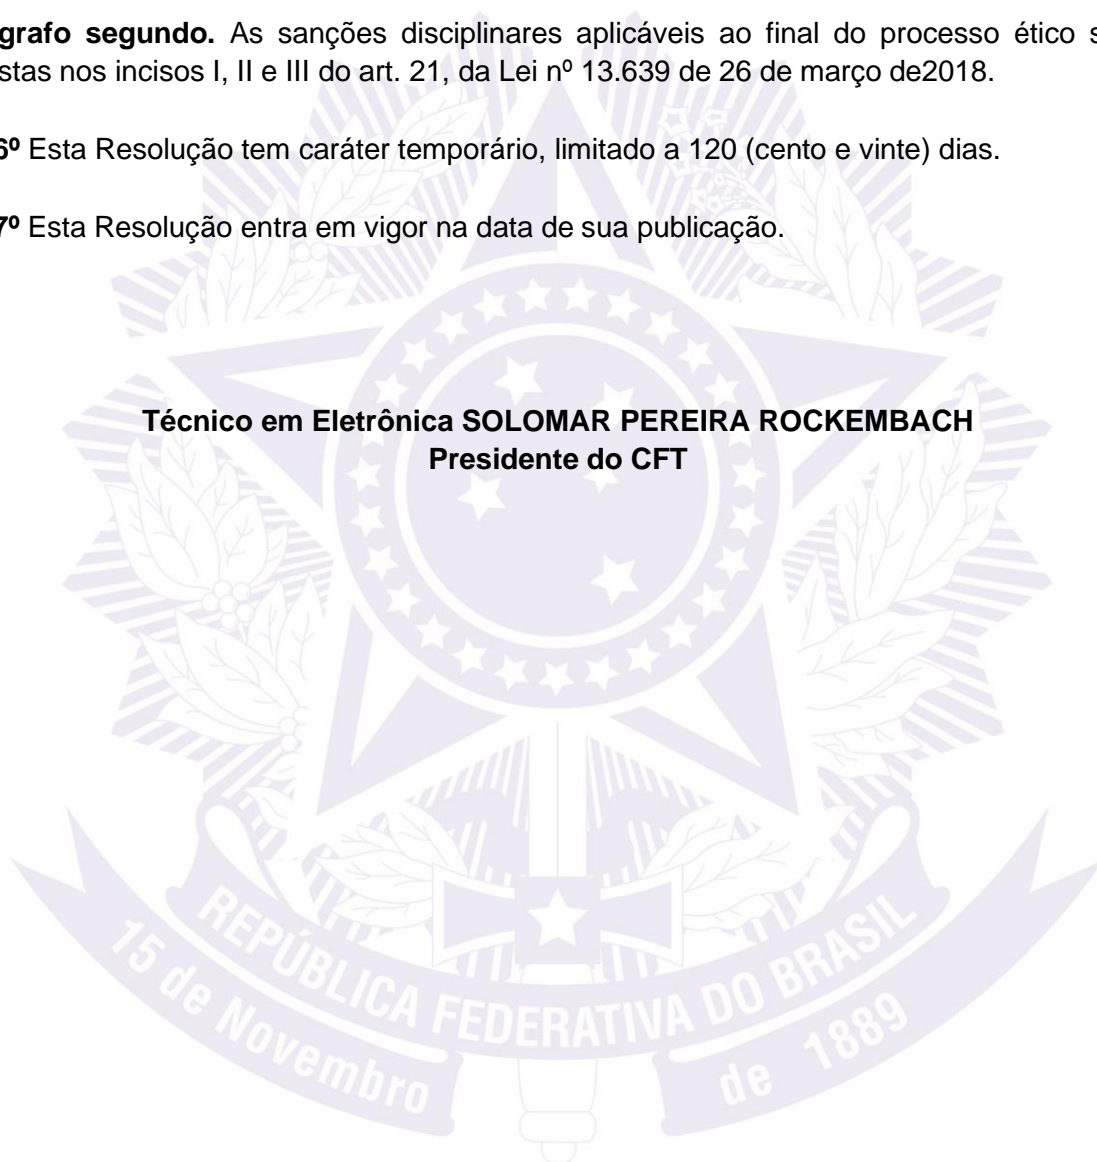 grafo segundo. As sanções disciplinares aplicáveis ao final do processo ético s
stas nos incisos I, II e III do art. 21, da Lei nº 13.639 de 26 de março de2018.
6º Esta Resolução tem caráter temporário, limitado a 120 (cento e vinte) dias.
7º Esta Resolução entra em vigor na data de sua publicação.
Técnico em Eletrônica SOLOMAR PEREIRA ROCKEMBACH
Presidente do CFT
REPÚBLICA FEDERATIVA DO BRASIL
15 de Novembro de 1889